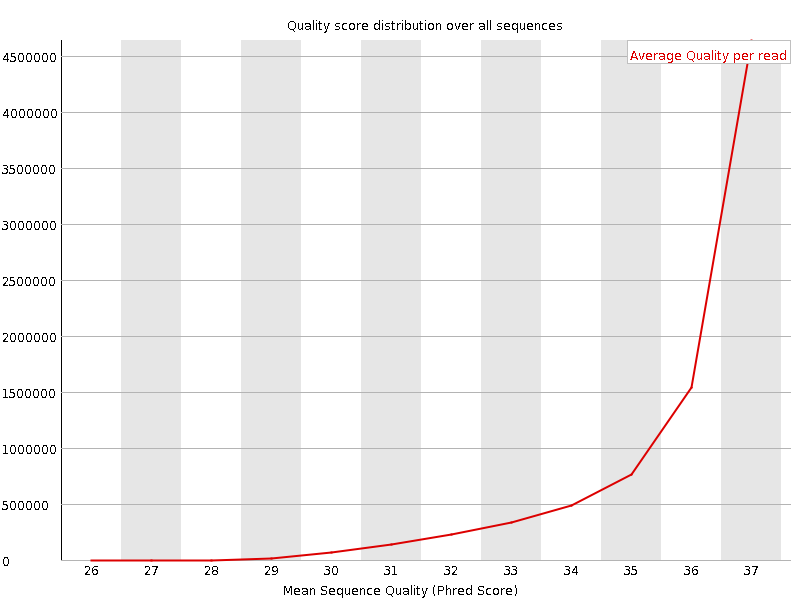 Quality score distribution over all sequences
Average Quality per read
4500000
4000000
3500000
3000000
2500000
2000000
1500000
1000000
500000
0
26 27 28 29 30 31 32 33 34 35 36 37
Mean Sequence Quality (Phred Score)